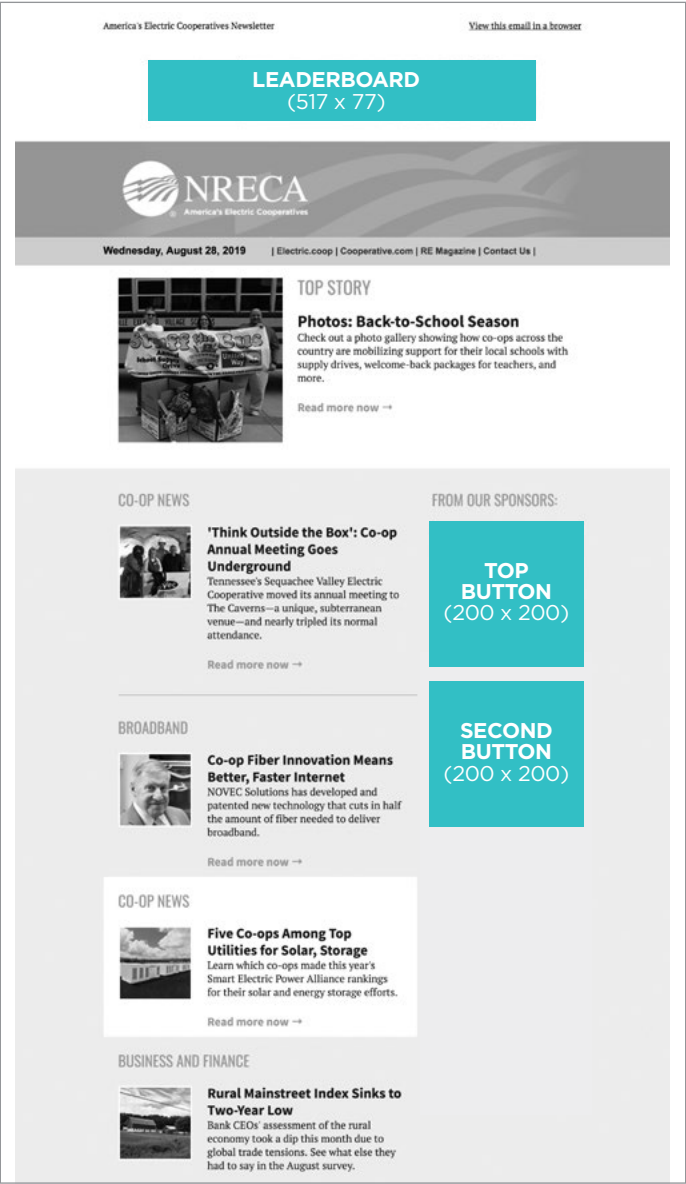 America's Electric Cooperatives Newsletter
View this email in a browser
LEADERBOARD
(517 x 77)
NRECA
®
America's Electric Cooperatives
Wednesday, August 28, 2019
| Electric.coop | Cooperative.com | RE Magazine | Contact Us |
TOP STORY
Photos: Back-to-School Season
Check out a photo gallery showing how co-ops across the
country are mobilizing support for their local schools with
supply drives, welcome-back packages for teachers, and
more.
Read more now →
Stuff the Bus
United
Way
CO-OP NEWS
'Think Outside the Box': Co-op
Annual Meeting Goes
Underground
Tennessee's Sequachee Valley Electric
Cooperative moved its annual meeting to
The Caverns—a unique, subterranean
venue—and nearly tripled its normal
attendance.
Read more now →
FROM OUR SPONSORS:
TOP
BUTTON
(200 x 200)
SECOND
BUTTON
(200 x 200)
BROADBAND
Co-op Fiber Innovation Means
Better, Faster Internet
NOVEC Solutions has developed and
patented new technology that cuts in half
the amount of fiber needed to deliver
broadband.
Read more now →
CO-OP NEWS
Five Co-ops Among Top
Utilities for Solar, Storage
Learn which co-ops made this year's
Smart Electric Power Alliance rankings
for their solar and energy storage efforts.
Read more now →
BUSINESS AND FINANCE
Rural Mainstreet Index Sinks to
Two-Year Low
Bank CEOs' assessment of the rural
economy took a dip this month due to
global trade tensions. See what else they
had to say in the August survey.